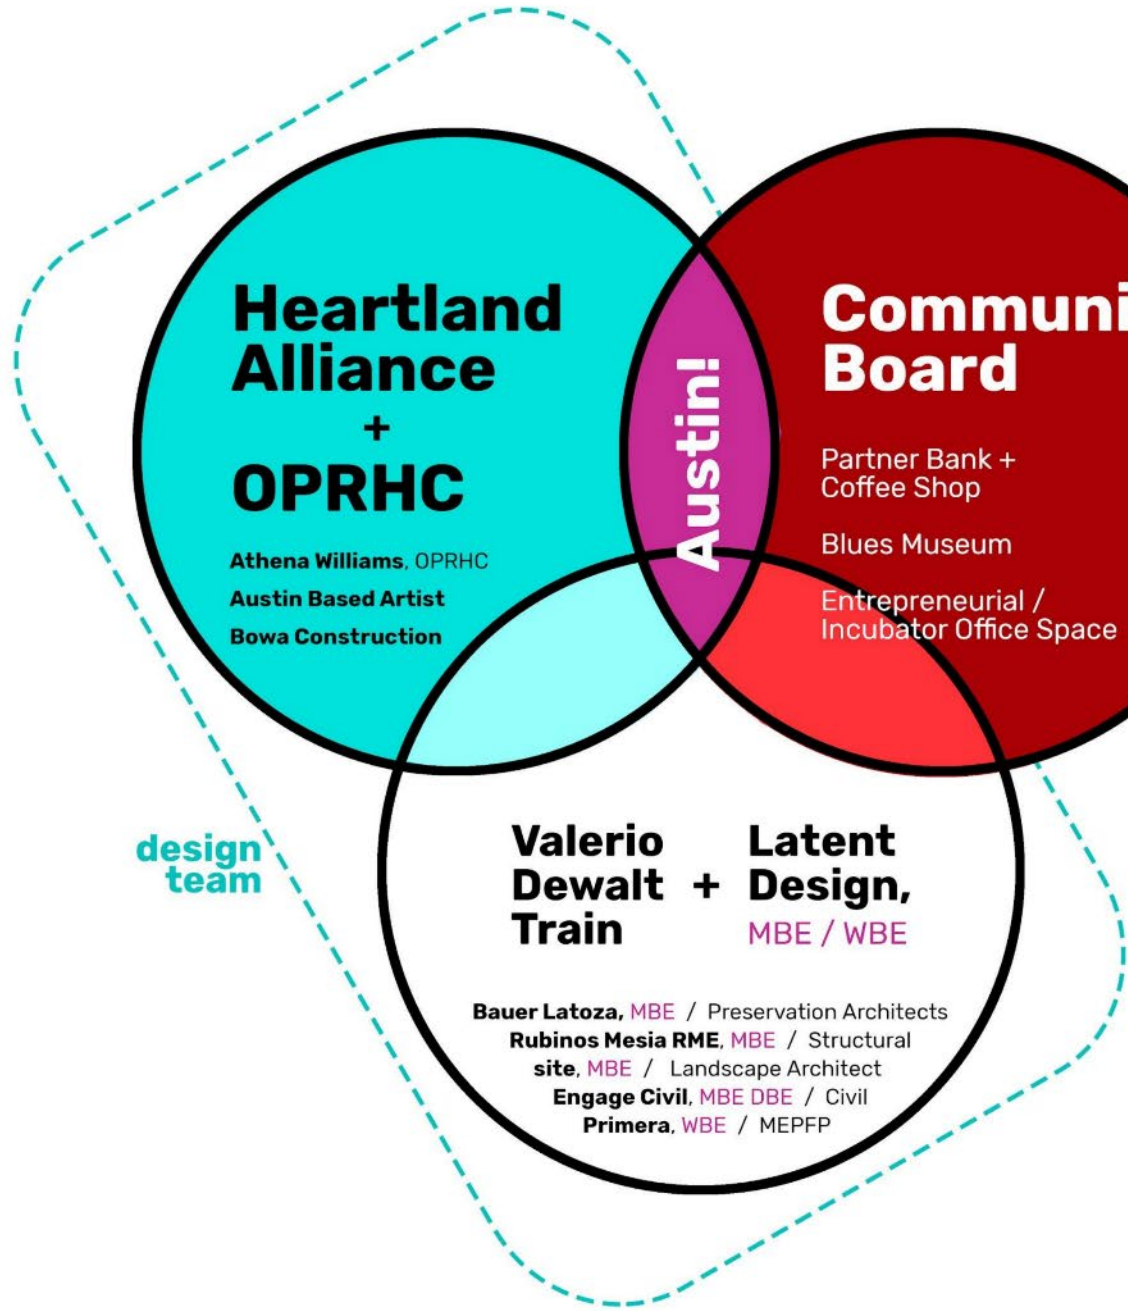 Heartland
Alliance
+
OPRHC
Athena Williams, OPRHC
Austin Based Artist
Bowa Construction
Austin!
Communi
Board
Partner Bank +
Coffee Shop
Blues Museum
Entrepreneurial /
Incubator Office Space
design
team
Valerio
Dewalt
Train
+
Latent
Design,
MBE / WBE
Bauer Latoza, MBE / Preservation Architects
Rubinos Mesia RME, MBE / Structural
site, MBE / Landscape Architect
Engage Civil, MBE DBE / Civil
Primera, WBE / MEPFP